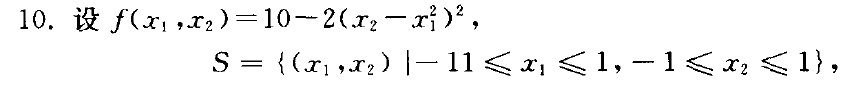 10. 设 f(x₁,x₂)=10-2(x₂-x₁²)²,
S = {(x₁,x₂) |-11 ⩽ x₁ ⩽ 1, -1 ⩽ x₂ ⩽ 1},